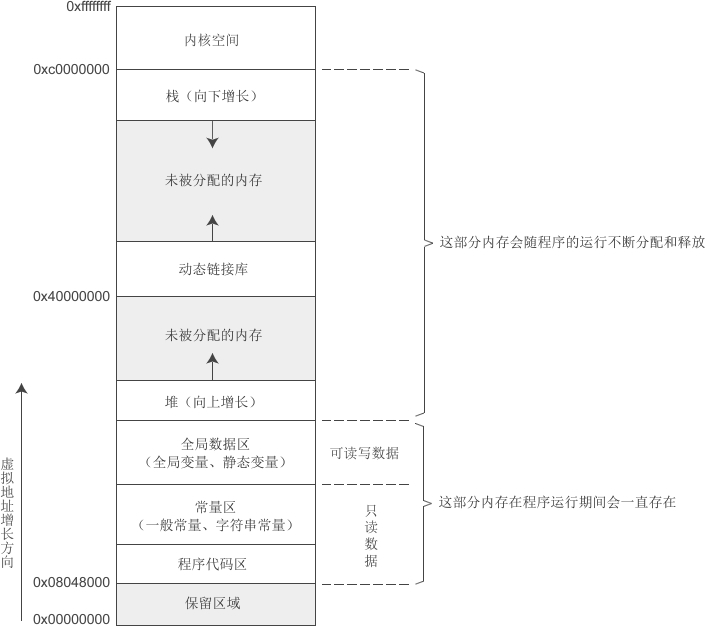 0xffffffff
内核空间
0xc0000000
栈（向下增长）
未被分配的内存
这部分内存会随程序的运行不断分配和释放
动态链接库
0x40000000
未被分配的内存
堆（向上增长）
全局数据区
（全局变量、静态变量）
可读写数据
虚拟地址增长方向
常量区
（一般常量、字符串常量）
只读数据
这部分内存在程序运行期间会一直存在
程序代码区
0x08048000
保留区域
0x00000000